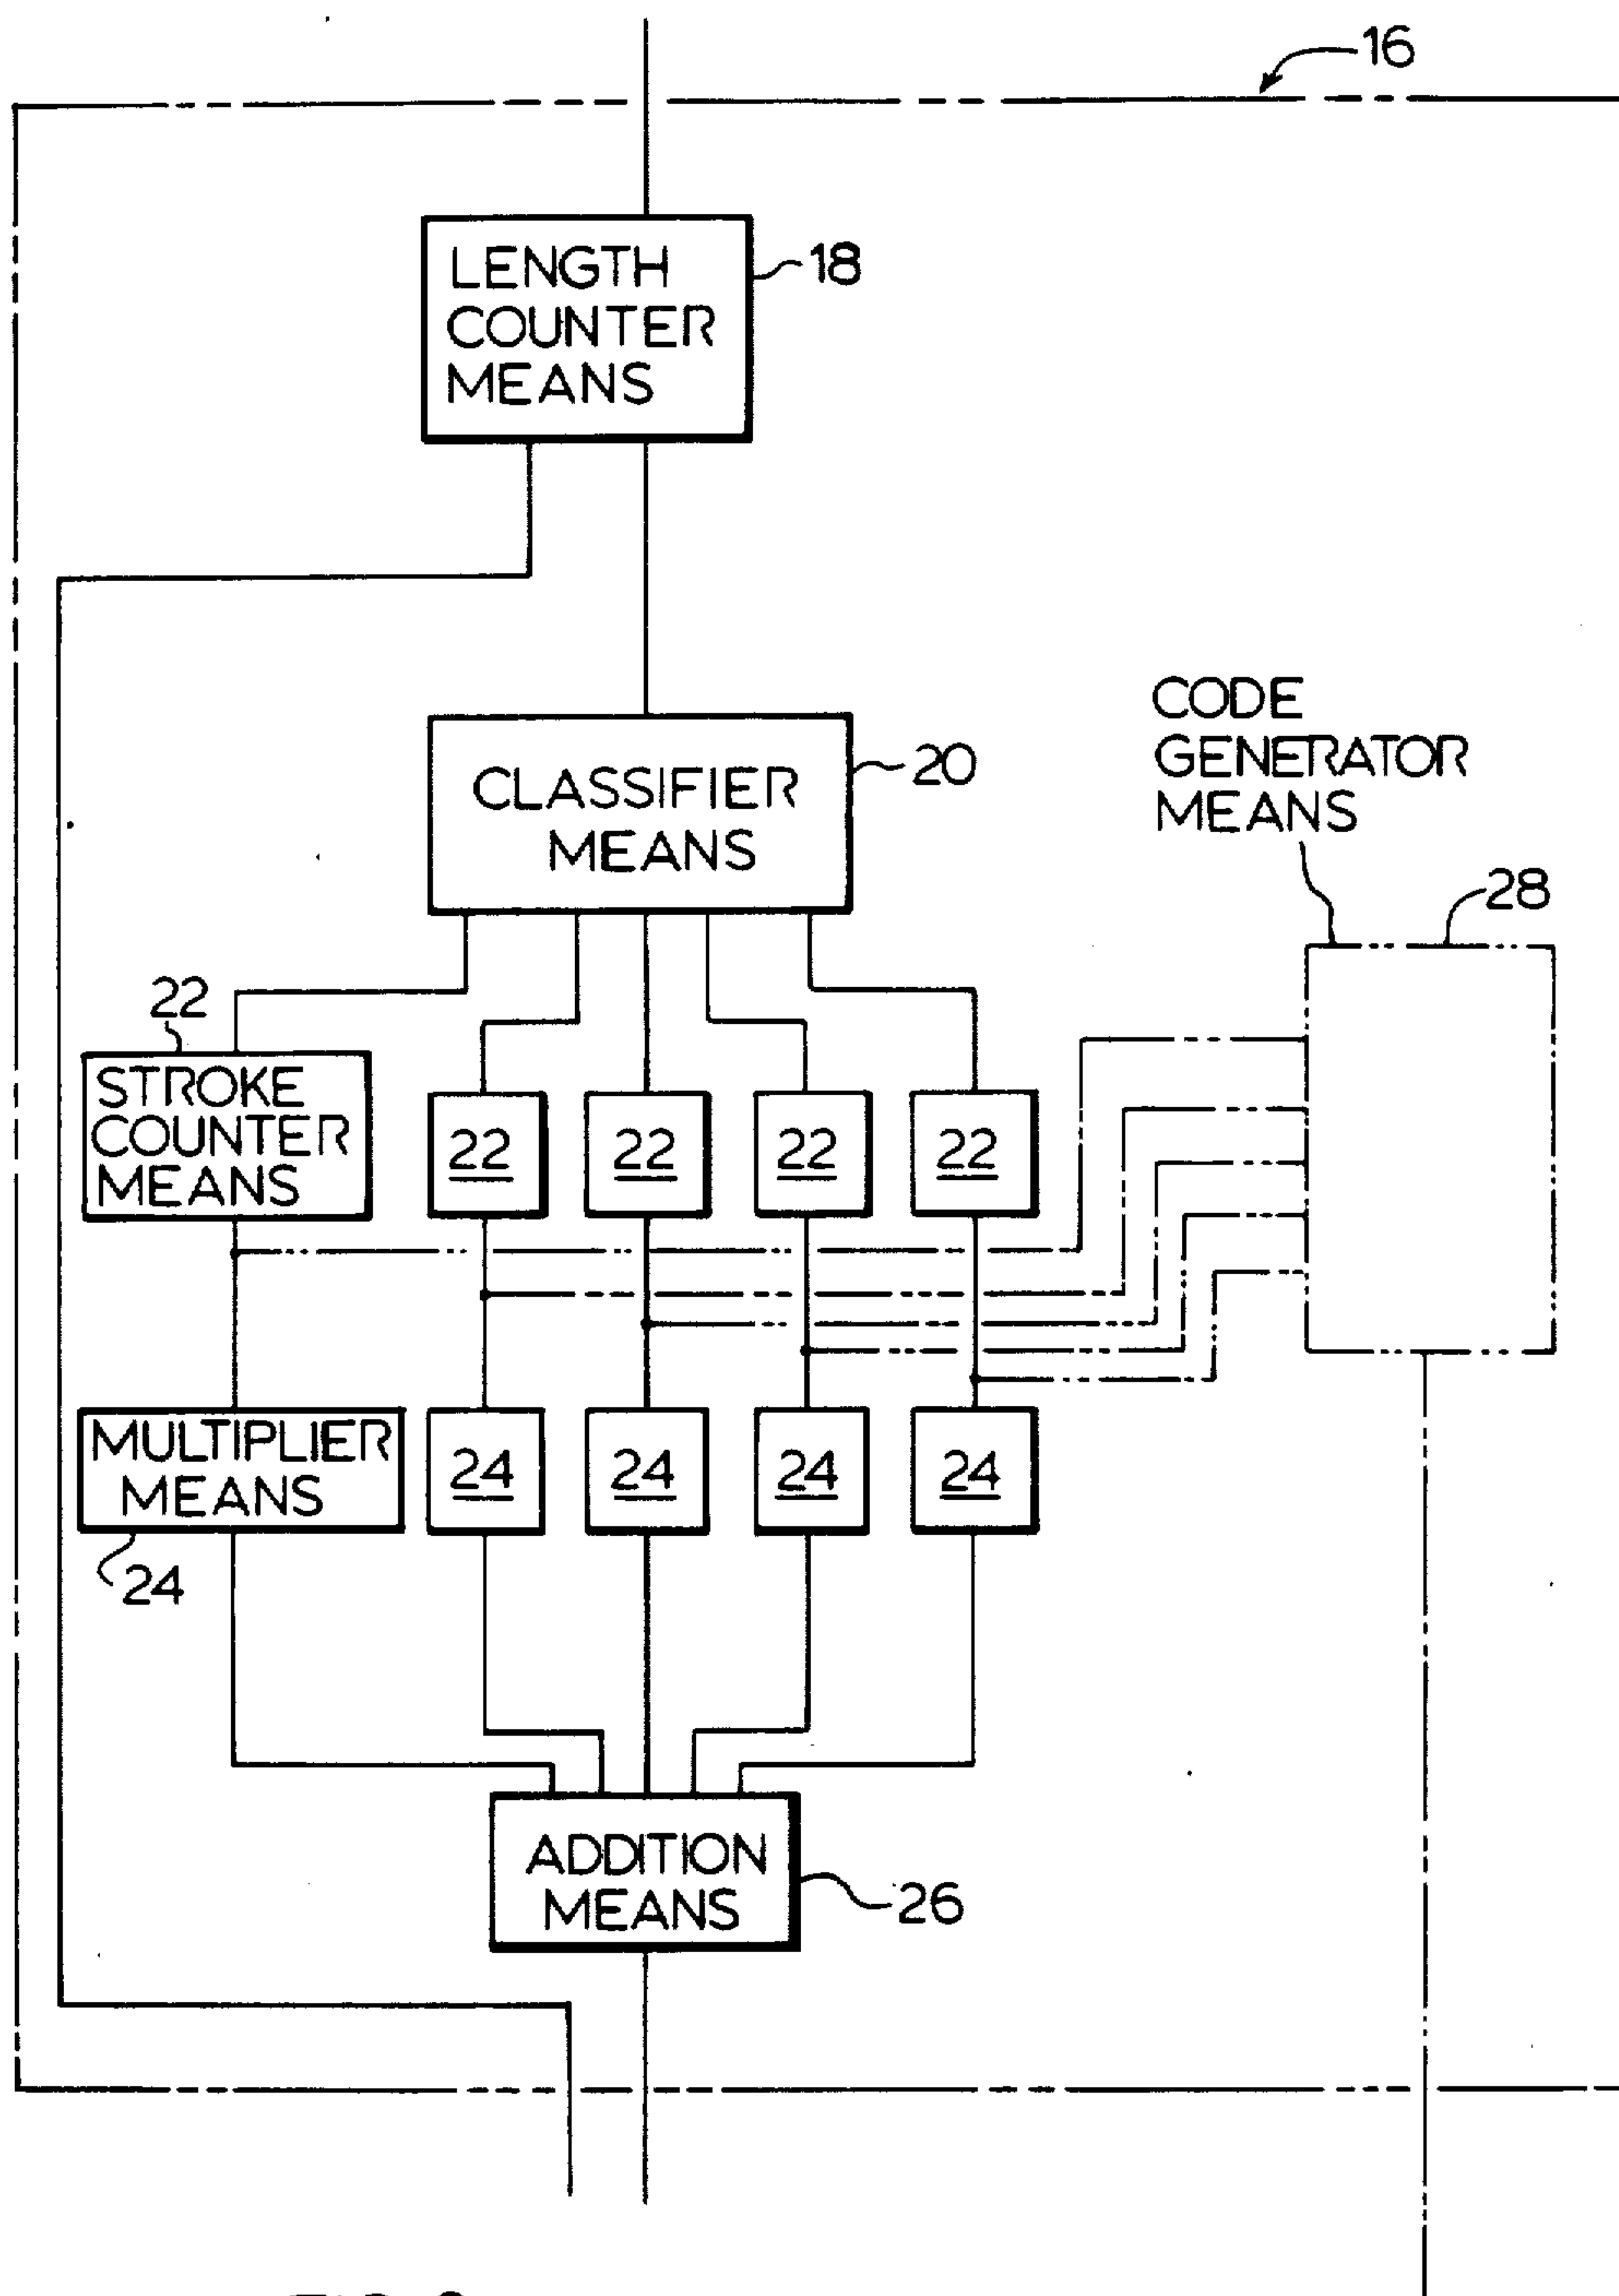 16
LENGTH
COUNTER
MEANS
18
CLASSIFIER
MEANS
20
CODE
GENERATOR
MEANS
28
22
STROKE
COUNTER
MEANS
22 22 22 22
MULTIPLIER
MEANS
24
24 24 24 24
ADDITION
MEANS
26